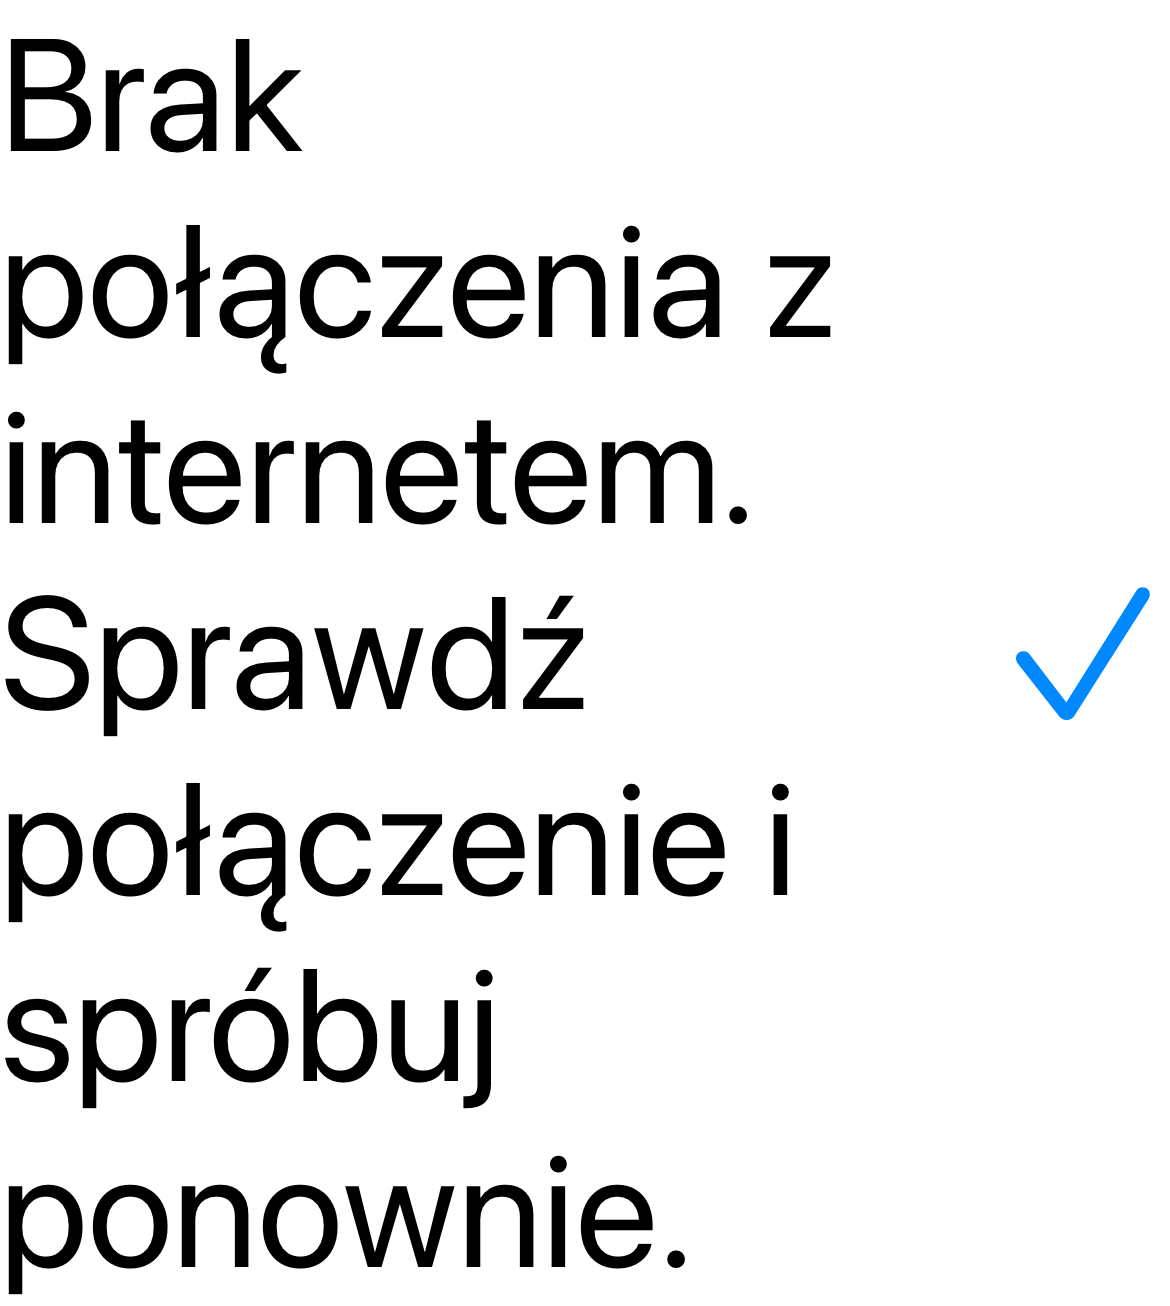 Brak
połączenia z
internetem.
Sprawdź
połączenie i
spróbuj
ponownie.